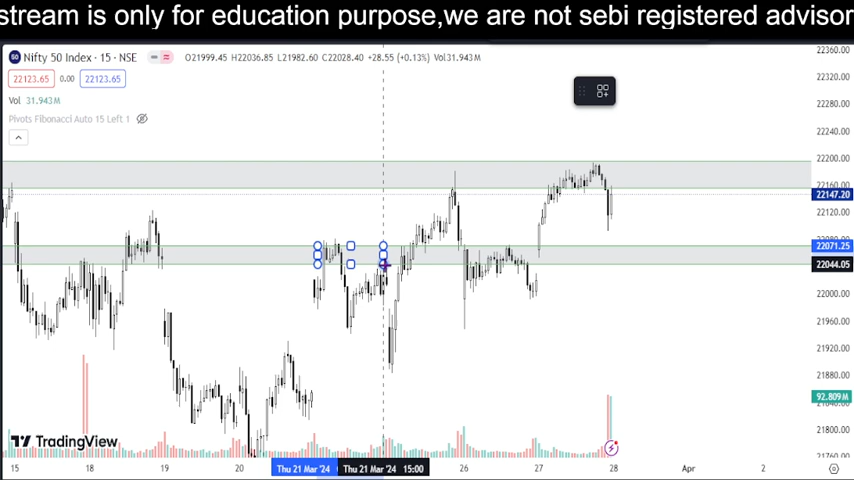 stream is only for education purpose,we are not sebi registered advisor
Nifty 50 Index · 15 · NSE
O21999.45 H22036.85 L21982.60 C22028.40 +28.55 (+0.13%) Vol31.943M
22123.65 0.00 22123.65
Vol 31.943M
Pivots Fibonacci Auto 15 Left 1
22360.00
22320.00
22280.00
22240.00
22200.00
22160.00
22147.20
22120.00
22071.25
22044.05
22000.00
21960.00
21920.00
21880.00
92.809M
21800.00
21760.00
TradingView
15 18 19 20 Thu 21 Mar '24 Thu 21 Mar '24 15:00 26 27 28 Apr 2